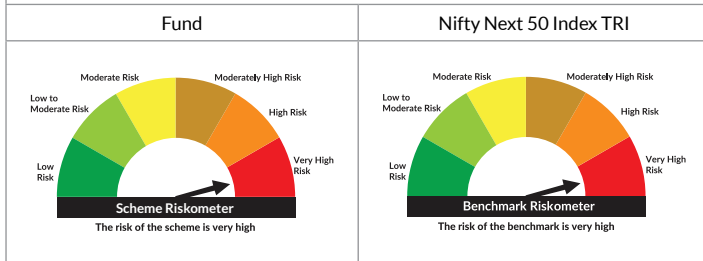 Fund
Moderate Risk
Moderately High Risk
Low to
Moderate Risk
High Risk
Low
Risk
Very High
Risk
Scheme Riskometer
The risk of the scheme is very high
Nifty Next 50 Index TRI
Moderate Risk
Moderately High Risk
Low to
Moderate Risk
High Risk
Low
Risk
Very High
Risk
Benchmark Riskometer
The risk of the benchmark is very high